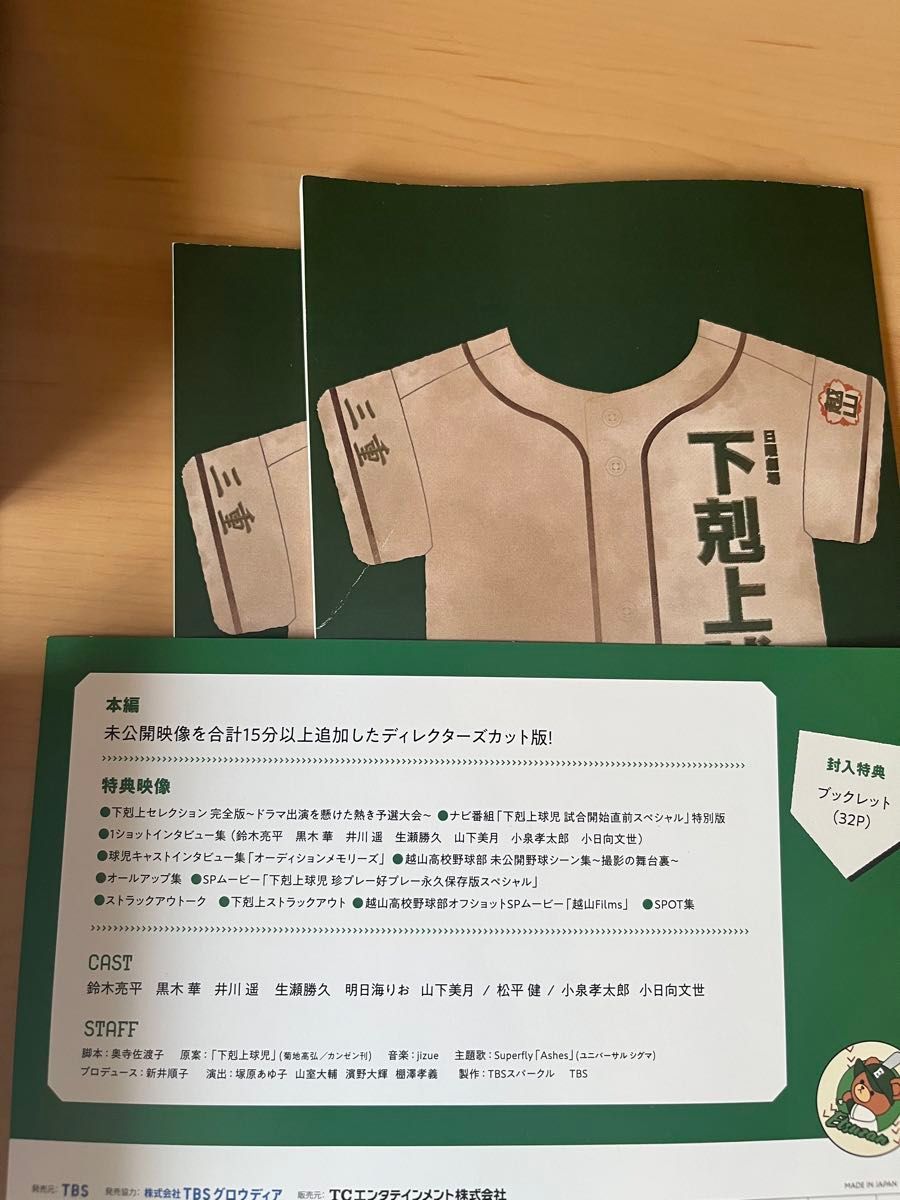 三重
三重
越山
日曜劇場
下剋上球
本編
未公開映像を合計15分以上追加したディレクターズカット版!
特典映像
●下剋上セレクション 完全版~ドラマ出演を懸けた熱き予選大会~ ●ナビ番組「下剋上球児 試合開始直前スペシャル」特別版
●1ショットインタビュー集(鈴木亮平 黒木 華 井川 遥 生瀬勝久 山下美月 小泉孝太郎 小日向文世)
●球児キャストインタビュー集「オーディションメモリーズ」 ●越山高校野球部 未公開野球シーン集~撮影の舞台裏~
●オールアップ集 ●SPムービー「下剋上球児 珍プレー好プレー永久保存版スペシャル」
●ストラックアウトーク ●下剋上ストラックアウト ●越山高校野球部オフショットSPムービー「越山Films」 ●SPOT集
封入特典
ブックレット
(32P)
CAST
鈴木亮平 黒木 華 井川 遥 生瀬勝久 明日海りお 山下美月 / 松平 健 / 小泉孝太郎 小日向文世
STAFF
脚本:奥寺佐渡子 原案:「下剋上球児」(菊地高弘/カンゼン刊) 音楽:jizue 主題歌:Superfly「Ashes」(ユニバーサル シグマ)
プロデュース:新井順子 演出:塚原あゆ子 山室大輔 濱野大輝 棚澤孝義 製作:TBSスパークル TBS
Etsusan
発売元:TBS 発売協力:株式会社TBSグロウディア 販売元:TCエンタテインメント株式会社
MADE IN JAPAN